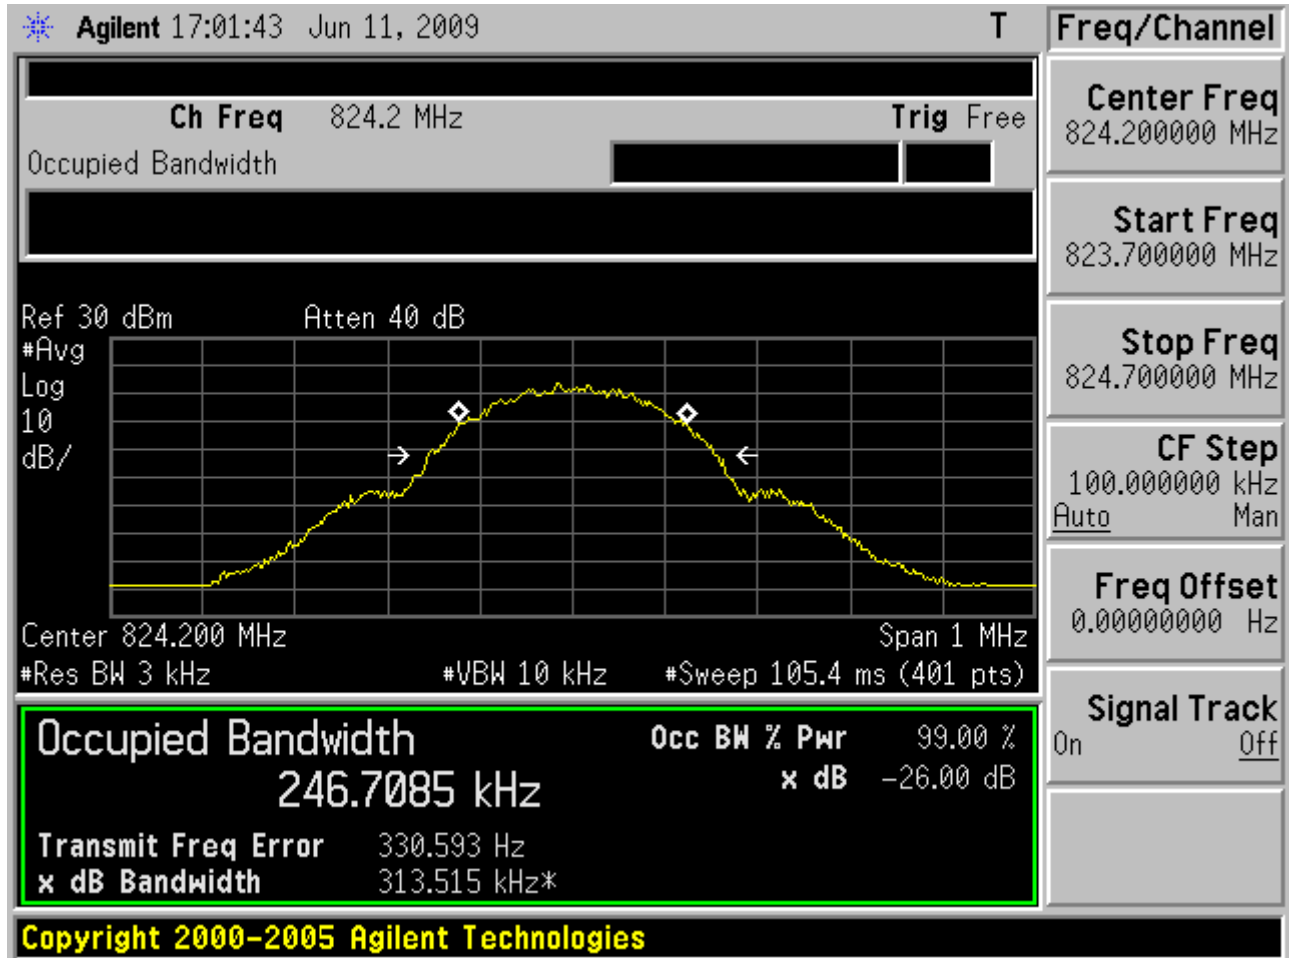 Agilent 17:01:43 Jun 11, 2009 T
Freq/Channel
Ch Freq 824.2 MHz Trig Free
Occupied Bandwidth
Center Freq
824.200000 MHz
Start Freq
823.700000 MHz
Stop Freq
824.700000 MHz
CF Step
100.000000 kHz
Auto Man
Freq Offset
0.00000000 Hz
Signal Track
On Off
Ref 30 dBm Atten 40 dB
#Avg
Log
10
dB/
Center 824.200 MHz Span 1 MHz
#Res BW 3 kHz #VBW 10 kHz #Sweep 105.4 ms (401 pts)
Occupied Bandwidth
246.7085 kHz
Occ BW % Pwr 99.00 %
x dB -26.00 dB
Transmit Freq Error 330.593 Hz
x dB Bandwidth 313.515 kHz*
Copyright 2000-2005 Agilent Technologies